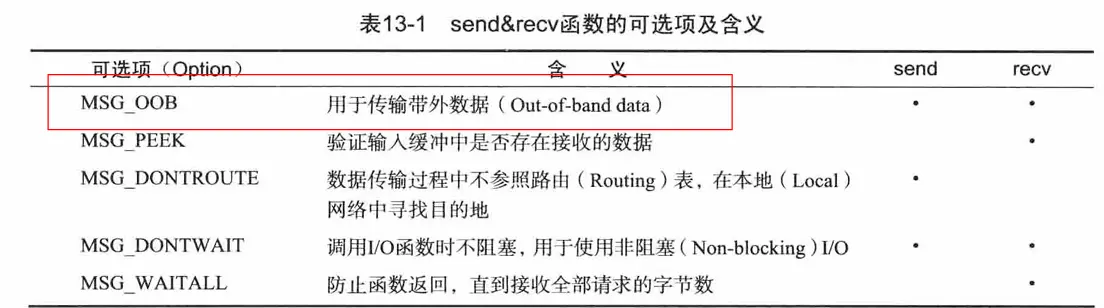 表13-1 send&recv函数的可选项及含义
可选项（Option） 含 义 send recv
MSG_OOB 用于传输带外数据（Out-of-band data） • •
MSG_PEEK 验证输入缓冲中是否存在接收的数据 •
MSG_DONTROUTE 数据传输过程中不参照路由（Routing）表，在本地（Local） •
网络中寻找目的地
MSG_DONTWAIT 调用I/O函数时不阻塞，用于使用非阻塞（Non-blocking）I/O • •
MSG_WAITALL 防止函数返回，直到接收全部请求的字节数 •